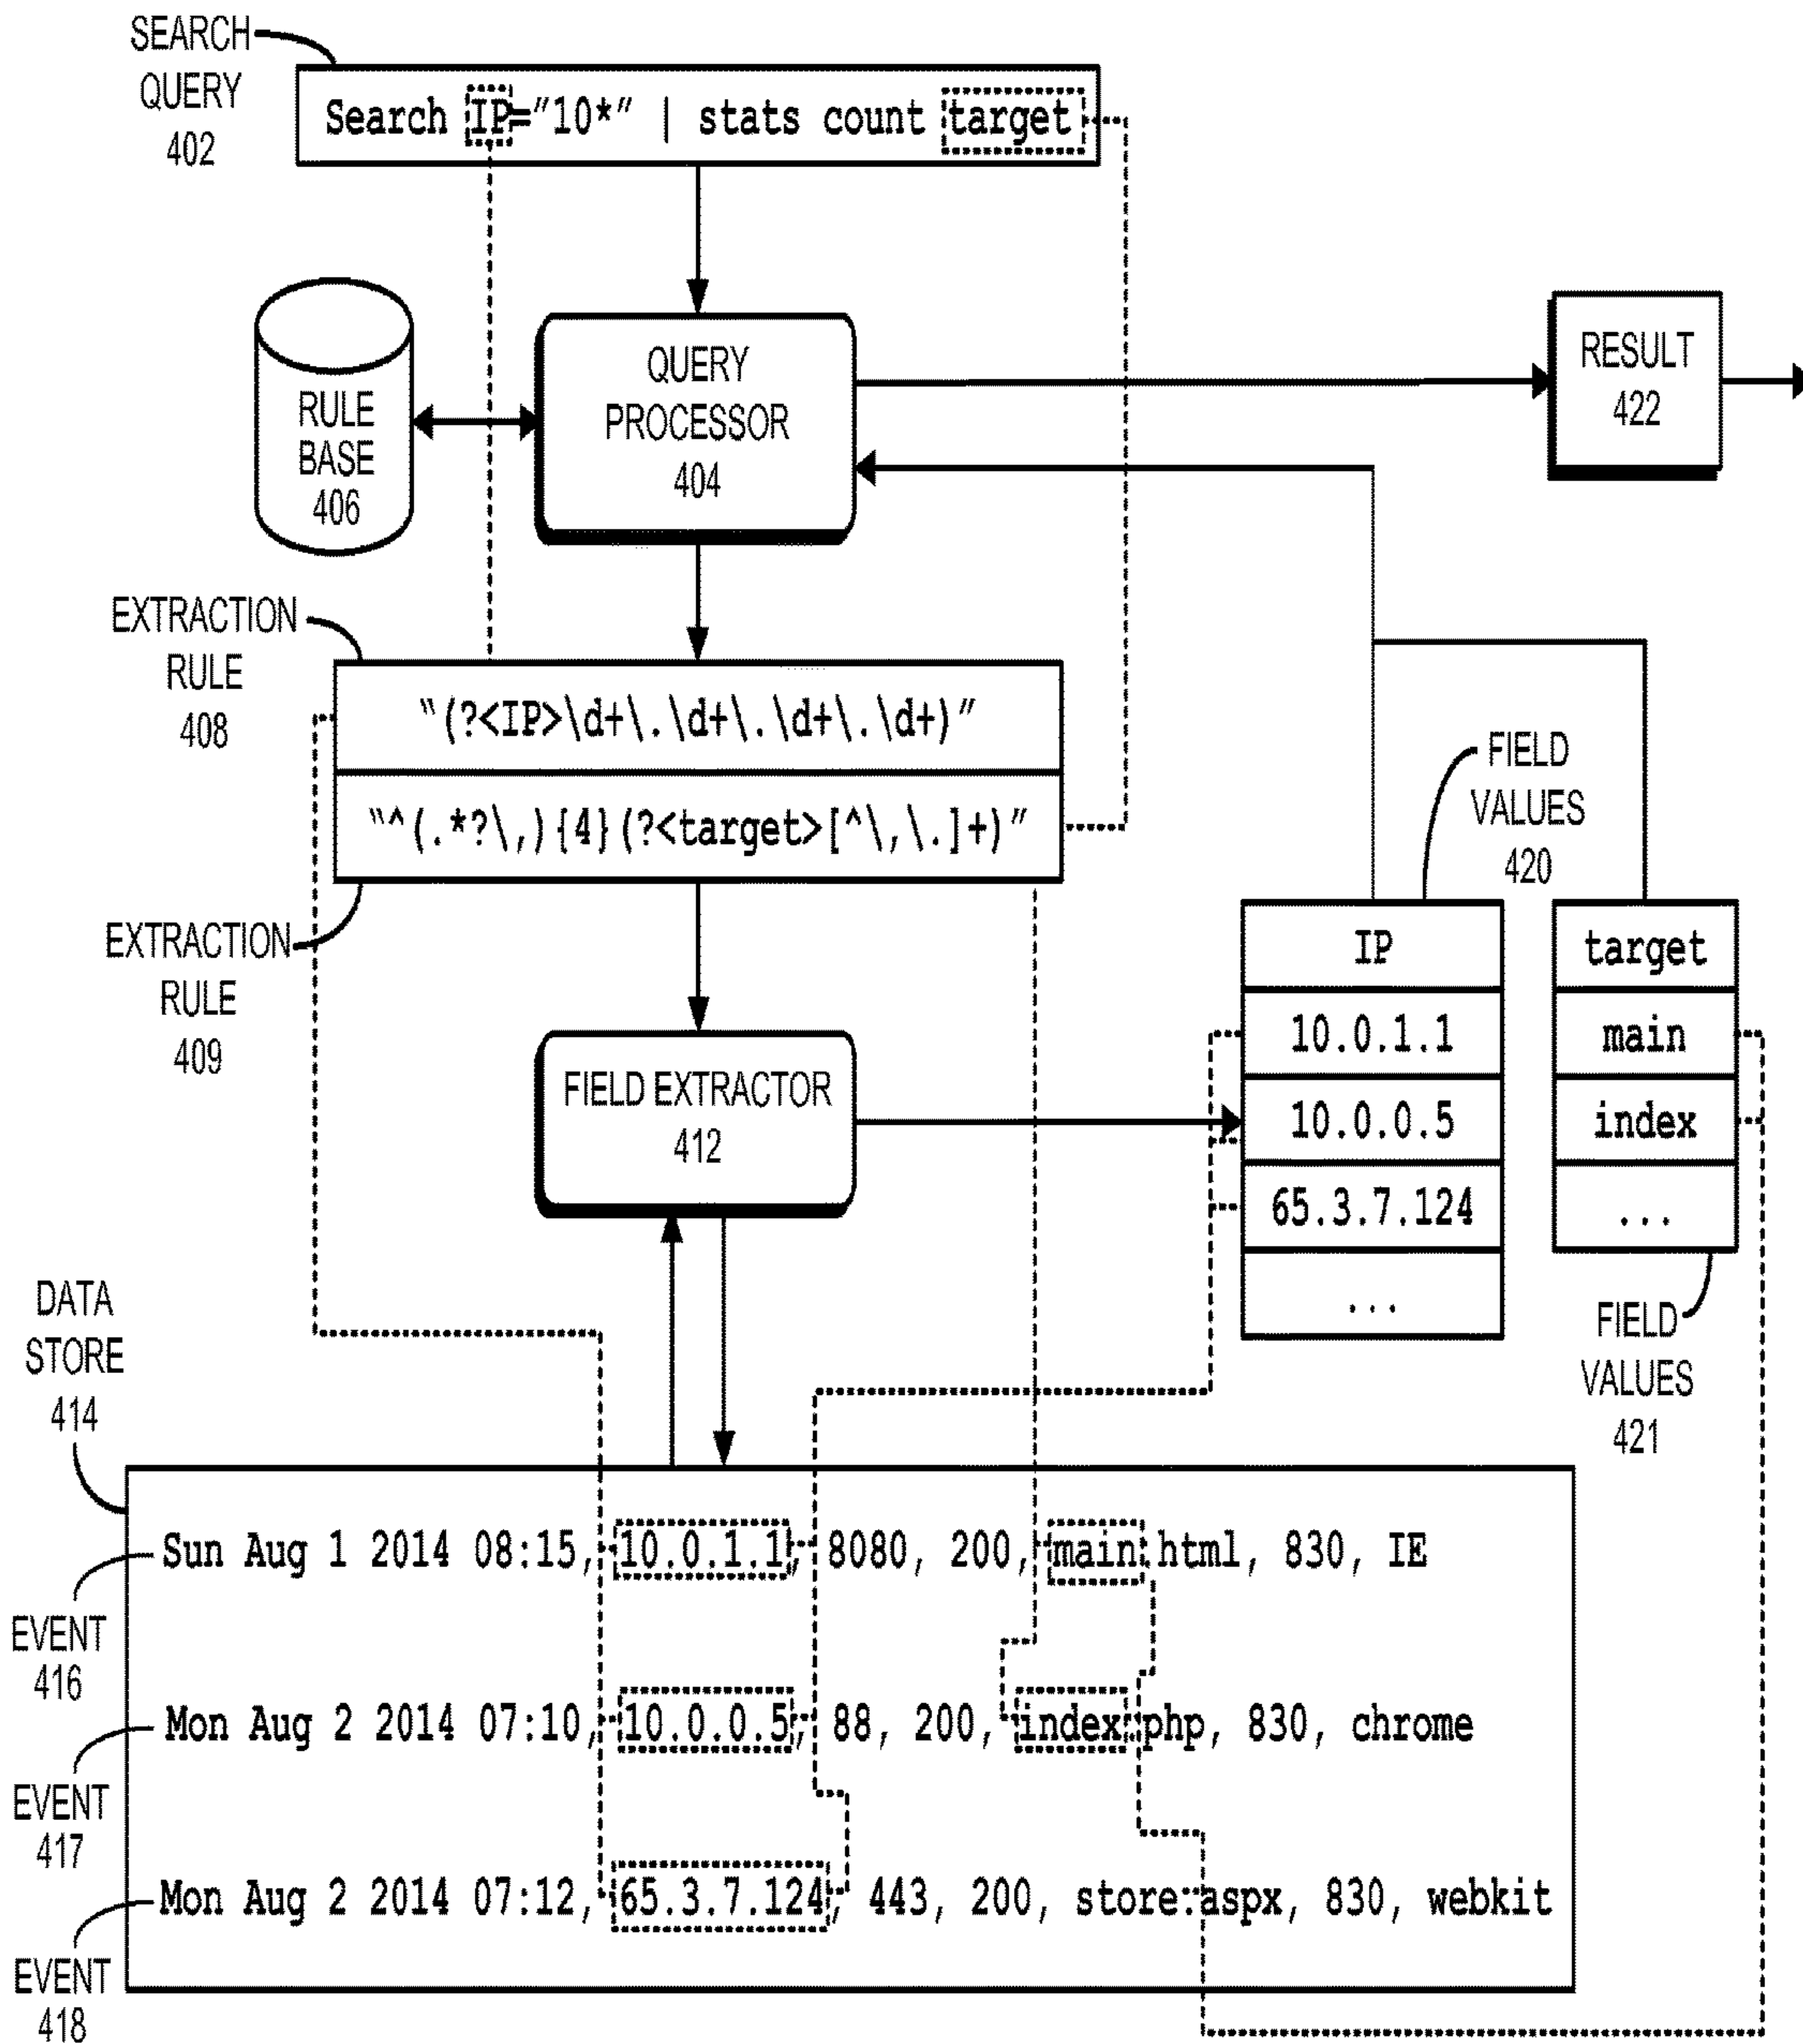 SEARCH
QUERY
402
Search IP="10*" | stats count target
RULE
BASE
406
QUERY
PROCESSOR
404
RESULT
422
EXTRACTION
RULE
408
"(?<IP>\d+\.\d+\.\d+\.\d+)"
"^(.*?\,){4}(?<target>[^\,\.]+)"
EXTRACTION
RULE
409
FIELD
VALUES
420
FIELD EXTRACTOR
412
IP
10.0.1.1
10.0.0.5
65.3.7.124
...
target
main
index
...
FIELD
VALUES
421
DATA
STORE
414
Sun Aug 1 2014 08:15, 10.0.1.1, 8080, 200, main.html, 830, IE
EVENT
416
Mon Aug 2 2014 07:10, 10.0.0.5, 88, 200, index.php, 830, chrome
EVENT
417
Mon Aug 2 2014 07:12, 65.3.7.124, 443, 200, store.aspx, 830, webkit
EVENT
418